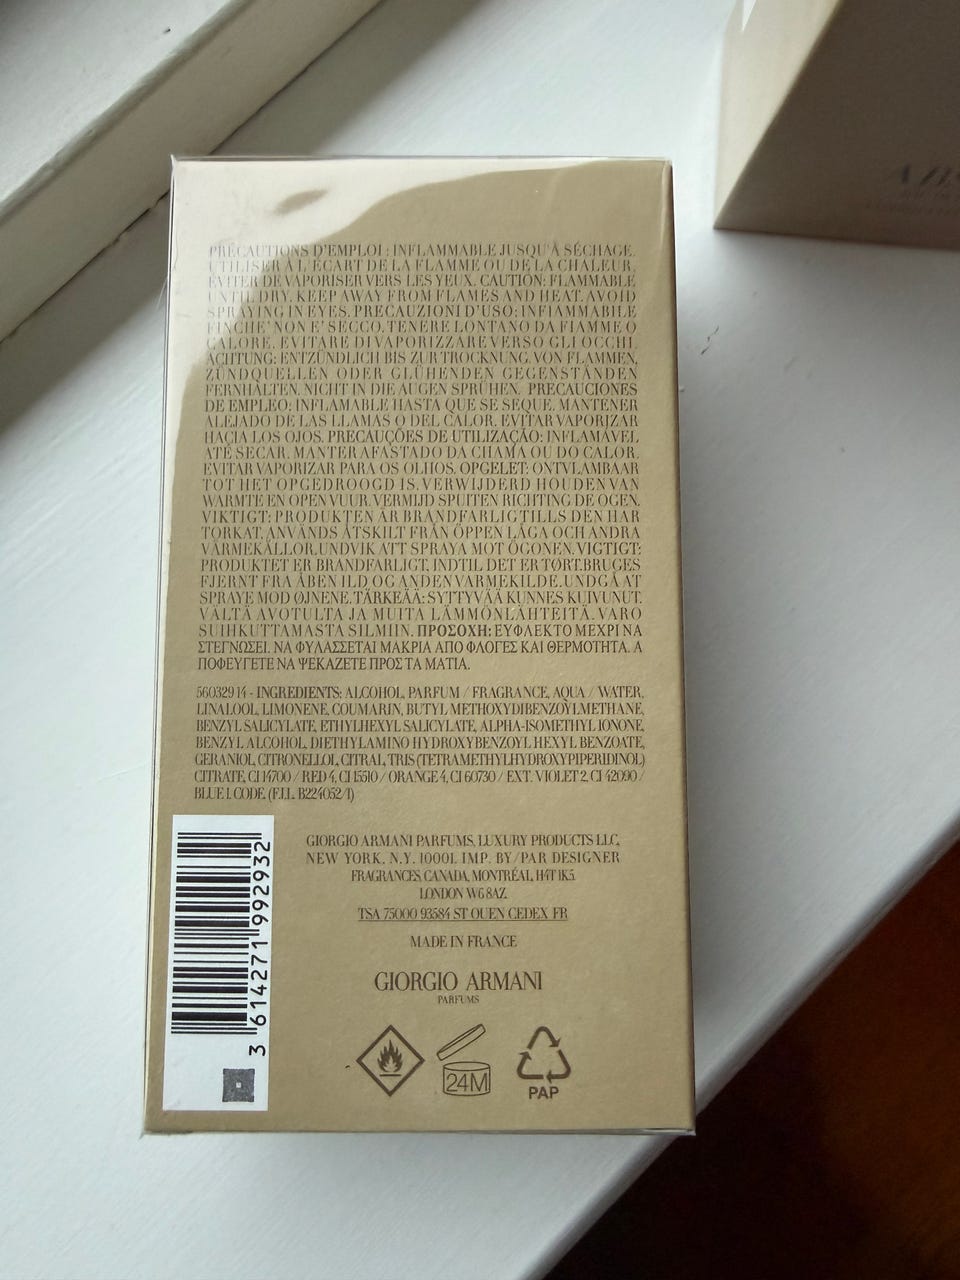 PRÉCAUTIONS D'EMPLOI : INFLAMMABLE JUSQU'À SÉCHAGE.
UTILISER À L'ÉCART DE LA FLAMME OU DE LA CHALEUR.
ÉVITER DE VAPORISER VERS LES YEUX. CAUTION: FLAMMABLE
UNTIL DRY. KEEP AWAY FROM FLAMES AND HEAT. AVOID
SPRAYING IN EYES. PRECAUZIONI D'USO: INFIAMMABILE
FINCHE' NON E' SECCO. TENERE LONTANO DA FIAMME O
CALORE. EVITARE DI VAPORIZZARE VERSO GLI OCCHI.
ACHTUNG: ENTZÜNDLICH BIS ZUR TROCKNUNG. VON FLAMMEN,
ZÜNDQUELLEN ODER GLÜHENDEN GEGENSTÄNDEN
FERNHALTEN. NICHT IN DIE AUGEN SPRÜHEN. PRECAUCIONES
DE EMPLEO: INFLAMABLE HASTA QUE SE SEQUE. MANTENER
ALEJADO DE LAS LLAMAS O DEL CALOR. EVITAR VAPORIZAR
HACIA LOS OJOS. PRECAUÇÕES DE UTILIZAÇÃO: INFLAMÁVEL
ATÉ SECAR. MANTER AFASTADO DA CHAMA OU DO CALOR.
EVITAR VAPORIZAR PARA OS OLHOS. OPGELET: ONTVLAMBAAR
TOT HET OPGEDROOGD IS. VERWIJDERD HOUDEN VAN
WARMTE EN OPEN VUUR. VERMIJD SPUITEN RICHTING DE OGEN.
VIKTIGT: PRODUKTEN ÄR BRANDFARLIG TILLS DEN HAR
TORKAT. ANVÄNDS ÅTSKILT FRÅN ÖPPEN LÅGA OCH ANDRA
VÄRMEKÄLLOR. UNDVIK ATT SPRAYA MOT ÖGONEN. VIGTIGT:
PRODUKTET ER BRANDFARLIGT, INDTIL DET ER TØRT. BRUGES
FJERNT FRA ÅBEN ILD OG ANDEN VARMEKILDE. UNDGÅ AT
SPRAYE MOD ØJNENE. TÄRKEÄÄ: SYTTYVÄÄ KUNNES KUIVUNUT.
VÄLTÄ AVOTULTA JA MUITA LÄMMÖNLÄHTEITÄ. VARO
SUIHKUTTAMASTA SILMIIN. ΠΡΟΣΟΧΗ: ΕΥΦΛΕΚΤΟ ΜΕΧΡΙ ΝΑ
ΣΤΕΓΝΩΣΕΙ. ΝΑ ΦΥΛΑΣΣΕΤΑΙ ΜΑΚΡΙΑ ΑΠΟ ΦΛΟΓΕΣ ΚΑΙ ΘΕΡΜΟΤΗΤΑ. Α
ΠΟΦΕΥΓΕΤΕ ΝΑ ΨΕΚΑΖΕΤΕ ΠΡΟΣ ΤΑ ΜΑΤΙΑ.
5603291 4 - INGREDIENTS: ALCOHOL, PARFUM / FRAGRANCE, AQUA / WATER,
LINALOOL, LIMONENE, COUMARIN, BUTYL METHOXYDIBENZOYLMETHANE,
BENZYL SALICYLATE, ETHYLHEXYL SALICYLATE, ALPHA-ISOMETHYL IONONE,
BENZYL ALCOHOL, DIETHYLAMINO HYDROXYBENZOYL HEXYL BENZOATE,
GERANIOL, CITRONELLOL, CITRAL, TRIS (TETRAMETHYLHYDROXYPIPERIDINOL)
CITRATE, CI 14700 / RED 4, CI 15510 / ORANGE 4, CI 60730 / EXT. VIOLET 2, CI 42090 /
BLUE 1. CODE (F.I.L. B224052/1)
GIORGIO ARMANI PARFUMS, LUXURY PRODUCTS LLC,
NEW YORK, N.Y. 10001. IMP. BY/PAR DESIGNER
FRAGRANCES, CANADA, MONTRÉAL, H4T 1K5.
LONDON W6 8AZ.
TSA 75000 93584 ST OUEN CEDEX FR
MADE IN FRANCE
GIORGIO ARMANI
PARFUMS
3 614271 992932
24M
PAP